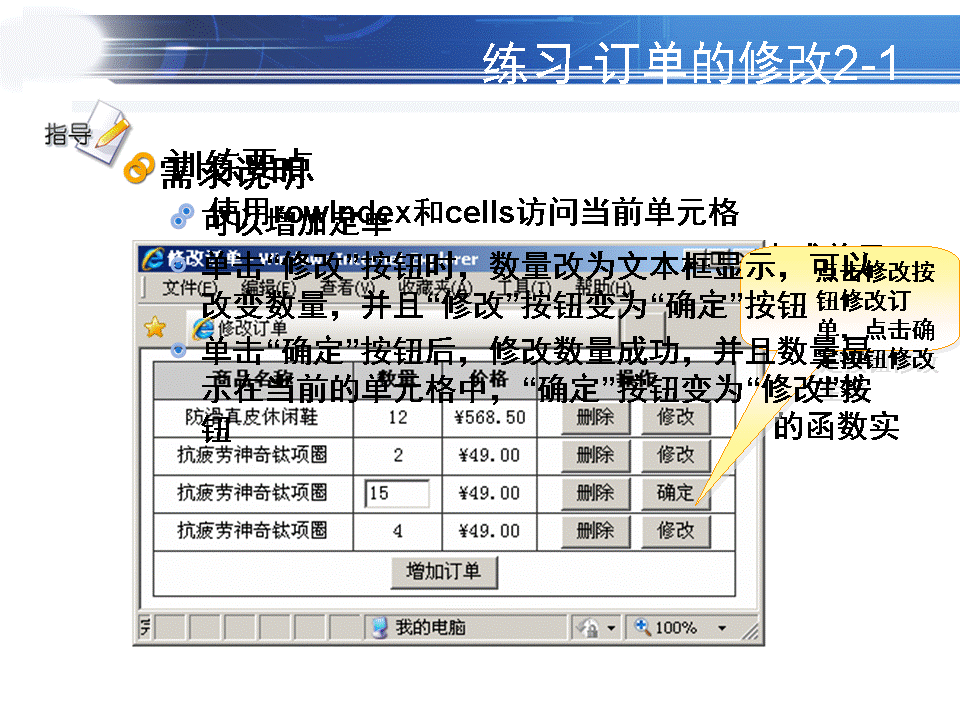 练习-订单的修改2-1
指导
训练要点
需求说明
使用rowIndex和cells访问当前单元格
可以增加定单
修改订单
单击“修改”按钮时，数量改为文本框显示，可以
改变数量，并且“修改”按钮变为“确定”按钮
单击“确定”按钮后，修改数量成功，并且数量显
示在当前的单元格中，“确定”按钮变为“修改”按
钮
的函数实
点击修改按
钮修改订
单，点击确
定按钮修改
生效
文件(F) 编辑(E) 查看(V) 收藏夹(A) 工具(T) 帮助(H)
修改订单
商品名称 数量 价格 操作
防滑真皮休闲鞋 12 ¥568.50 删除 修改
抗疲劳神奇钛项圈 2 ¥49.00 删除 修改
抗疲劳神奇钛项圈 15 ¥49.00 删除 确定
抗疲劳神奇钛项圈 4 ¥49.00 删除 修改
增加订单
我的电脑 100%